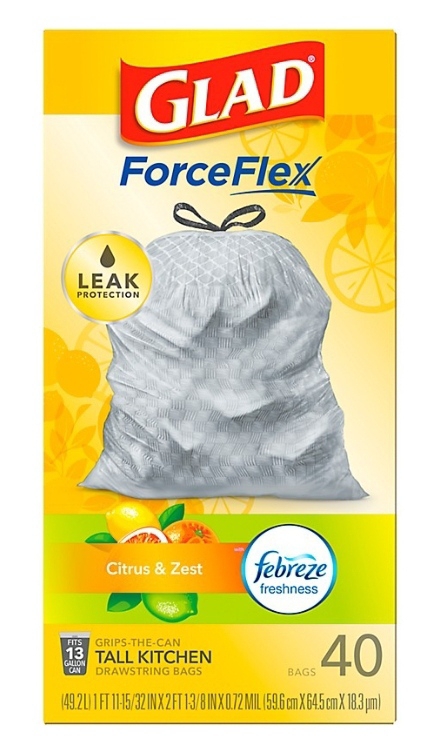 GLAD®
ForceFlex
LEAK
PROTECTION
Citrus & Zest
with
febreze
freshness
FITS
13
GALLON
CAN
GRIPS-THE-CAN
TALL KITCHEN
DRAWSTRING BAGS
BAGS 40
(49.2L) 1 FT 11-15/32 IN X 2 FT 1-3/8 IN X 0.72 MIL (59.6 cm X 64.5 cm X 18.3 µm)